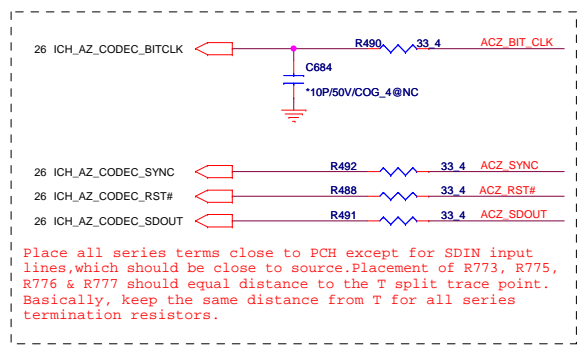 26 ICH_AZ_CODEC_BITCLK R490 33_4 ACZ_BIT_CLK
C684
*10P/50V/COG_4@NC
26 ICH_AZ_CODEC_SYNC R492 33_4 ACZ_SYNC
26 ICH_AZ_CODEC_RST# R488 33_4 ACZ_RST#
26 ICH_AZ_CODEC_SDOUT R491 33_4 ACZ_SDOUT
Place all series terms close to PCH except for SDIN input
lines,which should be close to source.Placement of R773, R775,
R776 & R777 should equal distance to the T split trace point.
Basically, keep the same distance from T for all series
termination resistors.